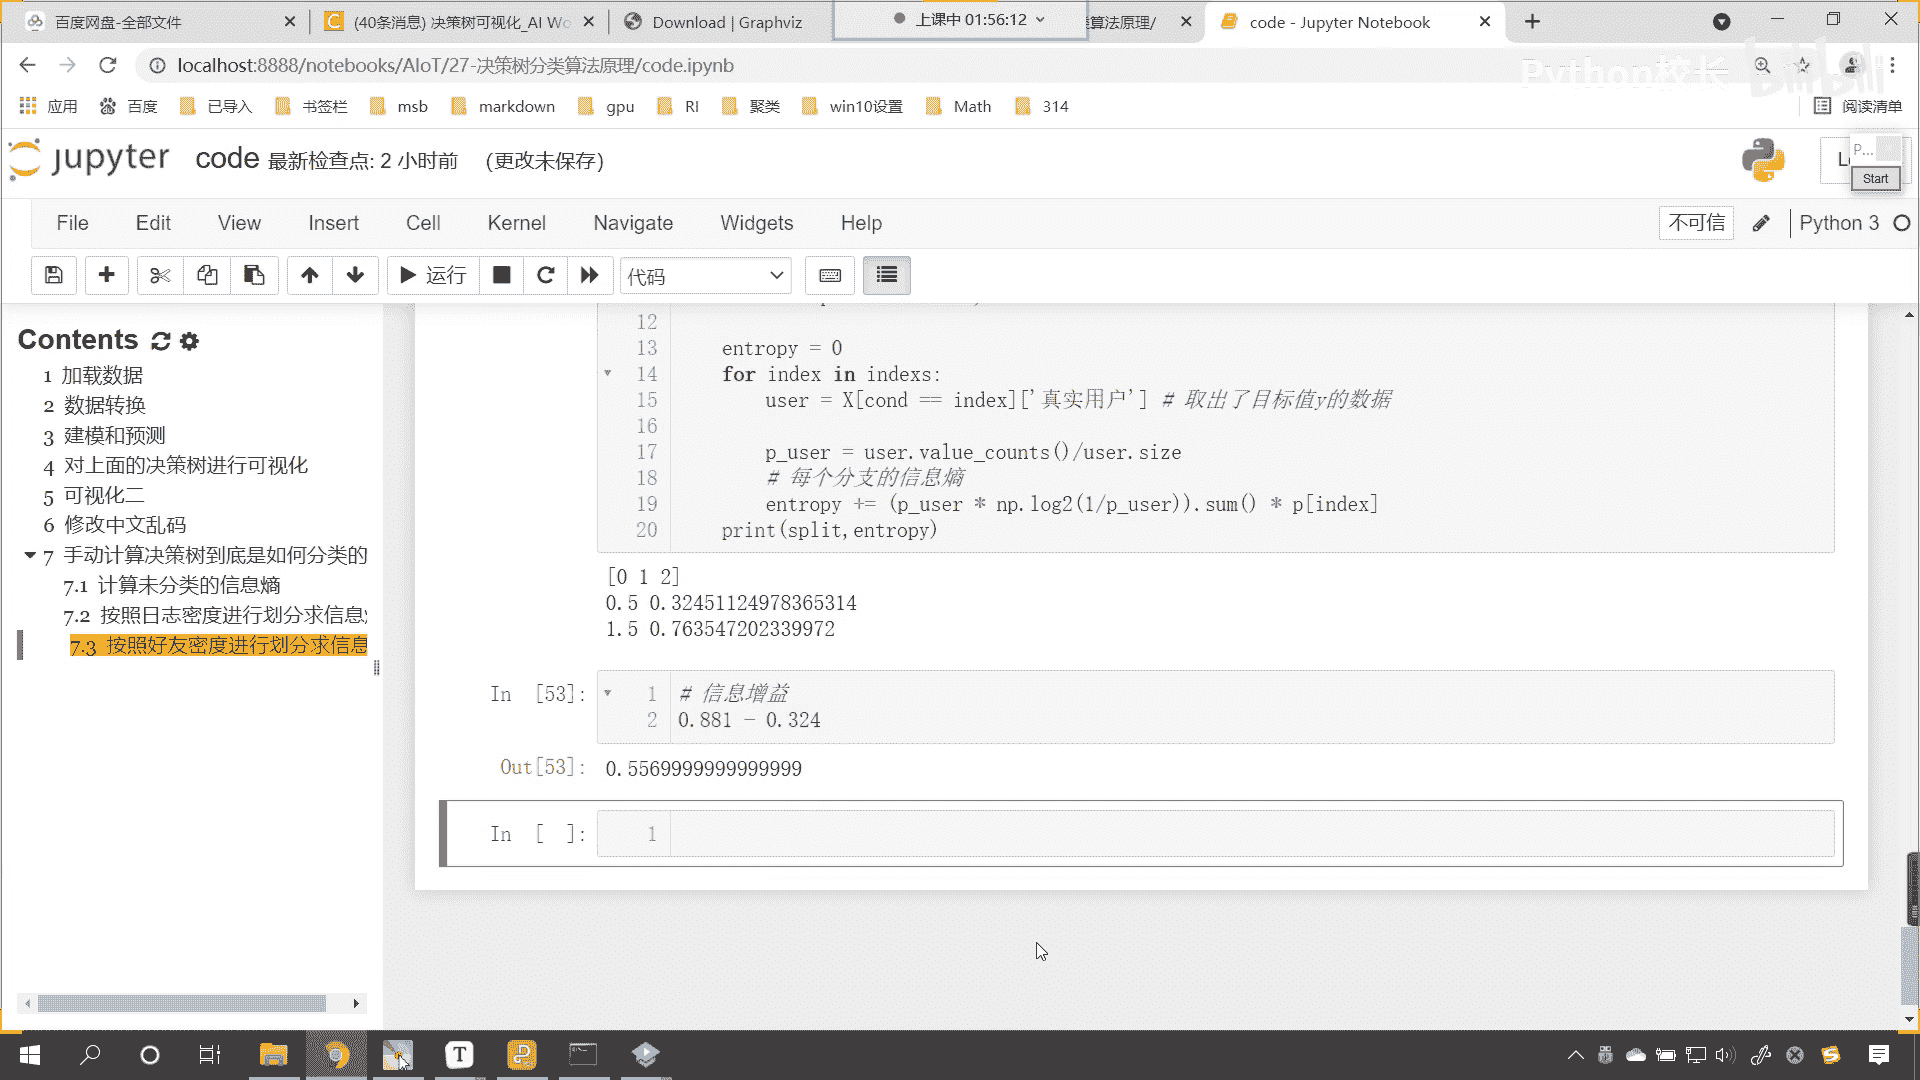 百度网盘-全部文件
(40条消息) 决策树可视化_AI Wo
Download | Graphviz
上课中 01:56:12
算法原理/
code - Jupyter Notebook
localhost:8888/notebooks/AIoT/27-决策树分类算法原理/code.ipynb
Python校长 bilibili
应用 百度 已导入 书签栏 msb markdown gpu RI 聚类 win10设置 Math 314 阅读清单
jupyter code 最新检查点: 2 小时前 (更改未保存)
P...
Start
File Edit View Insert Cell Kernel Navigate Widgets Help 不可信 Python 3
运行 代码
Contents
1 加载数据
2 数据转换
3 建模和预测
4 对上面的决策树进行可视化
5 可视化二
6 修改中文乱码
7 手动计算决策树到底是如何分类的
7.1 计算未分类的信息熵
7.2 按照日志密度进行划分求信息
7.3 按照好友密度进行划分求信息
12
13 entropy = 0
14 for index in indexs:
15 user = X[cond == index]['真实用户'] # 取出了目标值y的数据
16
17 p_user = user.value_counts()/user.size
18 # 每个分支的信息熵
19 entropy += (p_user * np.log2(1/p_user)).sum() * p[index]
20 print(split,entropy)
[0 1 2]
0.5 0.32451124978365314
1.5 0.763547202339972
In [53]: 1 # 信息增益
2 0.881 - 0.324
Out[53]: 0.5569999999999999
In [ ]: 1